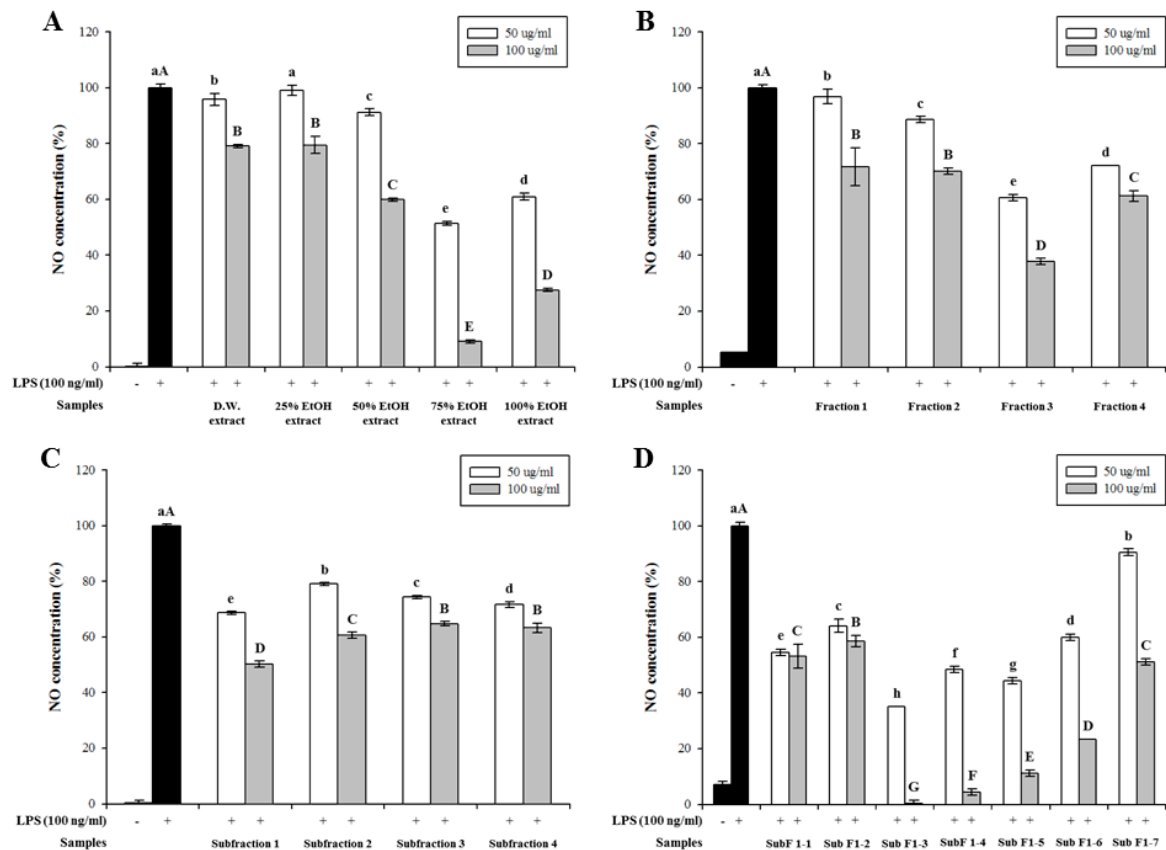 A
120
100
80
60
40
20
0
NO concentration (%)
50 ug/ml
100 ug/ml
aA
b
B
a
B
c
C
e
E
d
D
LPS (100 ng/ml)
- + + + + + + + + + + +
Samples
D.W. extract
25% EtOH extract
50% EtOH extract
75% EtOH extract
100% EtOH extract
B
120
100
80
60
40
20
0
NO concentration (%)
50 ug/ml
100 ug/ml
aA
b
B
c
B
e
D
d
C
LPS (100 ng/ml)
- + + + + + + + + +
Samples
Fraction 1
Fraction 2
Fraction 3
Fraction 4
C
120
100
80
60
40
20
0
NO concentration (%)
50 ug/ml
100 ug/ml
aA
e
D
b
C
c
B
d
B
LPS (100 ng/ml)
- + + + + + + + + +
Samples
Subfraction 1
Subfraction 2
Subfraction 3
Subfraction 4
D
120
100
80
60
40
20
0
NO concentration (%)
50 ug/ml
100 ug/ml
aA
e
C
c
B
h
G
f
F
g
E
d
D
b
C
LPS (100 ng/ml)
- + + + + + + + + + + + + + + +
Samples
SubF 1-1
Sub F1-2
Sub F1-3
SubF 1-4
Sub F1-5
Sub F1-6
Sub F1-7